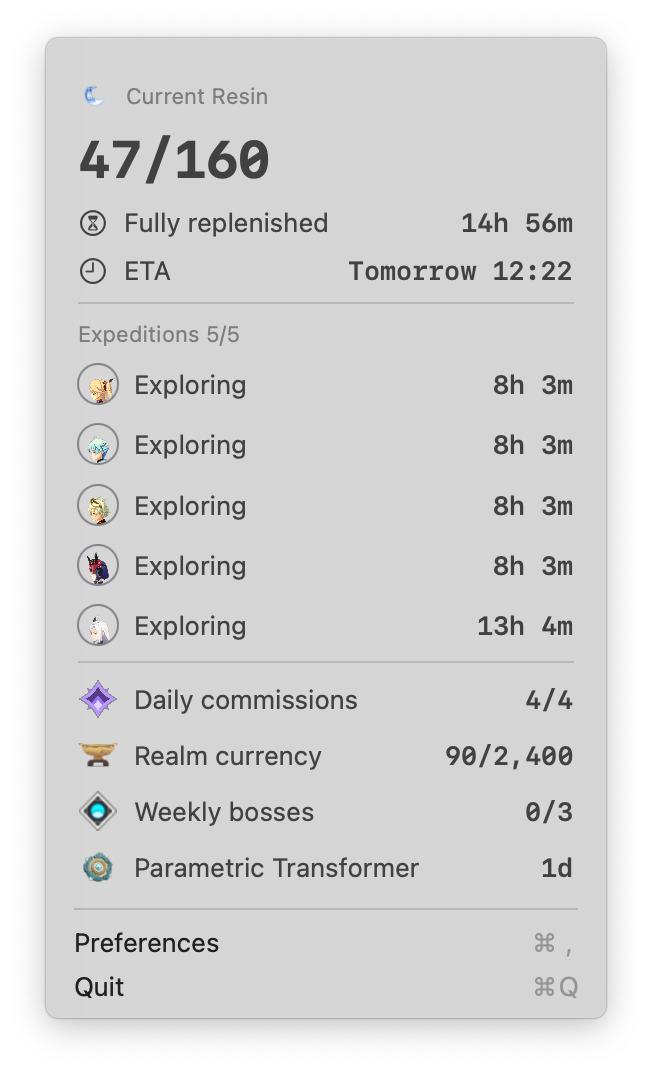 Current Resin
47/160
Fully replenished 14h 56m
ETA Tomorrow 12:22
Expeditions 5/5
Exploring 8h 3m
Exploring 8h 3m
Exploring 8h 3m
Exploring 8h 3m
Exploring 13h 4m
Daily commissions 4/4
Realm currency 90/2,400
Weekly bosses 0/3
Parametric Transformer 1d
Preferences ⌘ ,
Quit ⌘Q